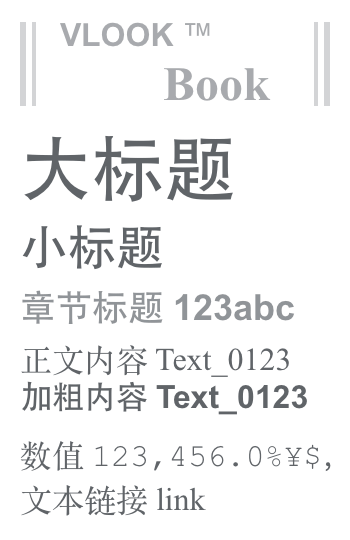 VLOOK ™
Book
大标题
小标题
章节标题 123abc
正文内容 Text_0123
加粗内容 Text_0123
数值 123,456.0%¥$,
文本链接 link